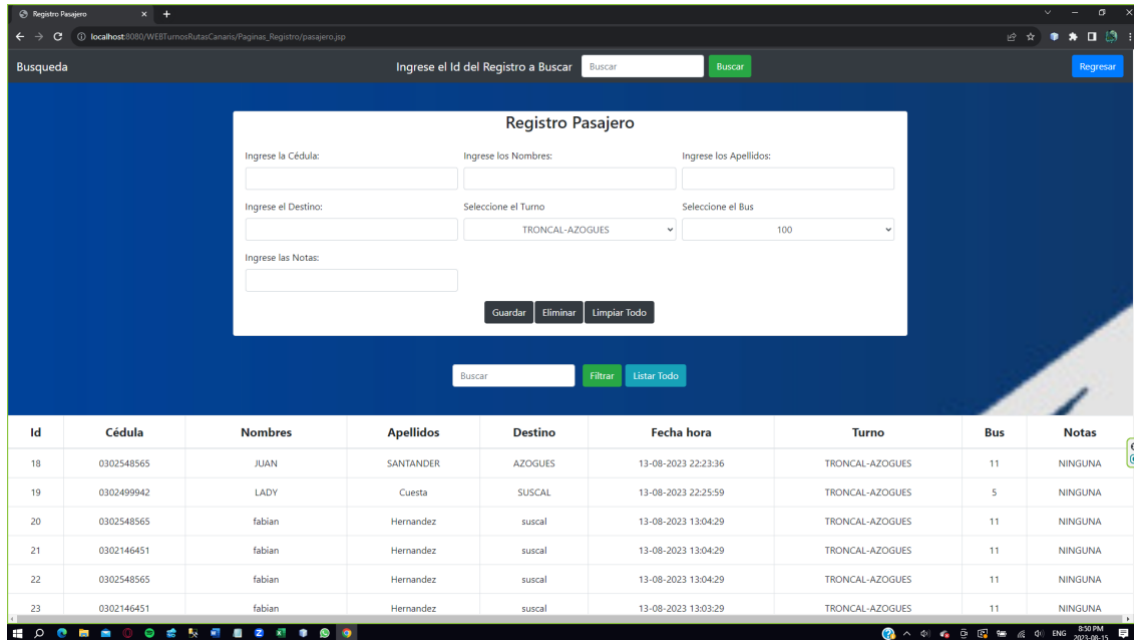 Registro Pasajero
localhost:8080/WEBTurnosRutasCanaris/Paginas_Registro/pasajero.jsp
Busqueda Ingrese el Id del Registro a Buscar Buscar Buscar Regresar
Registro Pasajero
Ingrese la Cédula: Ingrese los Nombres: Ingrese los Apellidos:
Ingrese el Destino: Seleccione el Turno Seleccione el Bus
TRONCAL-AZOGUES 100
Ingrese las Notas:
Guardar Eliminar Limpiar Todo
Buscar Filtrar Listar Todo
Id Cédula Nombres Apellidos Destino Fecha hora Turno Bus Notas
18 0302548565 JUAN SANTANDER AZOGUES 13-08-2023 22:23:36 TRONCAL-AZOGUES 11 NINGUNA
19 0302499942 LADY Cuesta SUSCAL 13-08-2023 22:25:59 TRONCAL-AZOGUES 5 NINGUNA
20 0302548565 fabian Hernandez suscal 13-08-2023 13:04:29 TRONCAL-AZOGUES 11 NINGUNA
21 0302146451 fabian Hernandez suscal 13-08-2023 13:04:29 TRONCAL-AZOGUES 11 NINGUNA
22 0302548565 fabian Hernandez suscal 13-08-2023 13:04:29 TRONCAL-AZOGUES 11 NINGUNA
23 0302146451 fabian Hernandez suscal 13-08-2023 13:03:29 TRONCAL-AZOGUES 11 NINGUNA
ENG 8:50 PM
2023-08-15